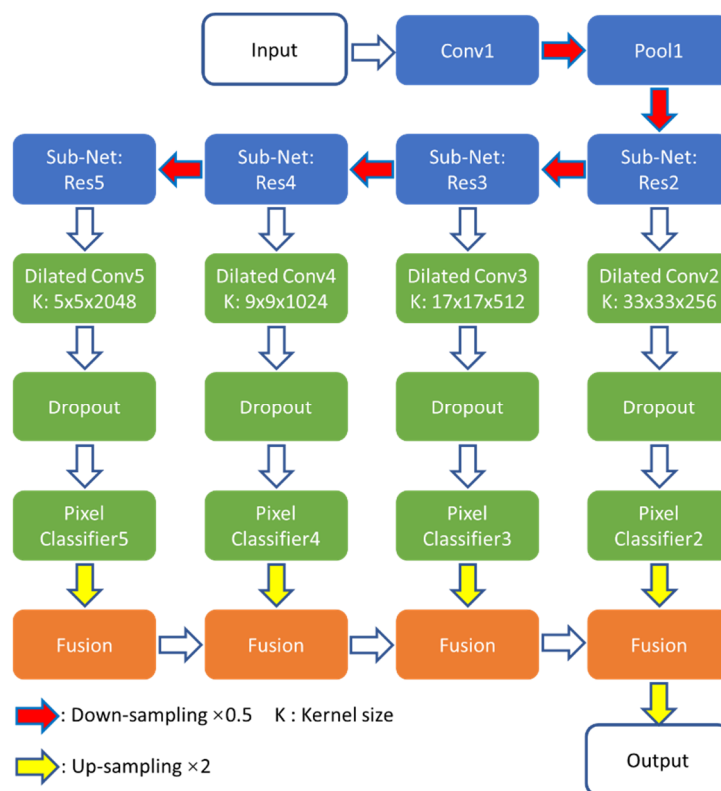 Input
Conv1
Pool1
Sub-Net:
Res5
Sub-Net:
Res4
Sub-Net:
Res3
Sub-Net:
Res2
Dilated Conv5
K: 5x5x2048
Dilated Conv4
K: 9x9x1024
Dilated Conv3
K: 17x17x512
Dilated Conv2
K: 33x33x256
Dropout
Dropout
Dropout
Dropout
Pixel
Classifier5
Pixel
Classifier4
Pixel
Classifier3
Pixel
Classifier2
Fusion
Fusion
Fusion
Fusion
: Down-sampling ×0.5 K : Kernel size
: Up-sampling ×2
Output